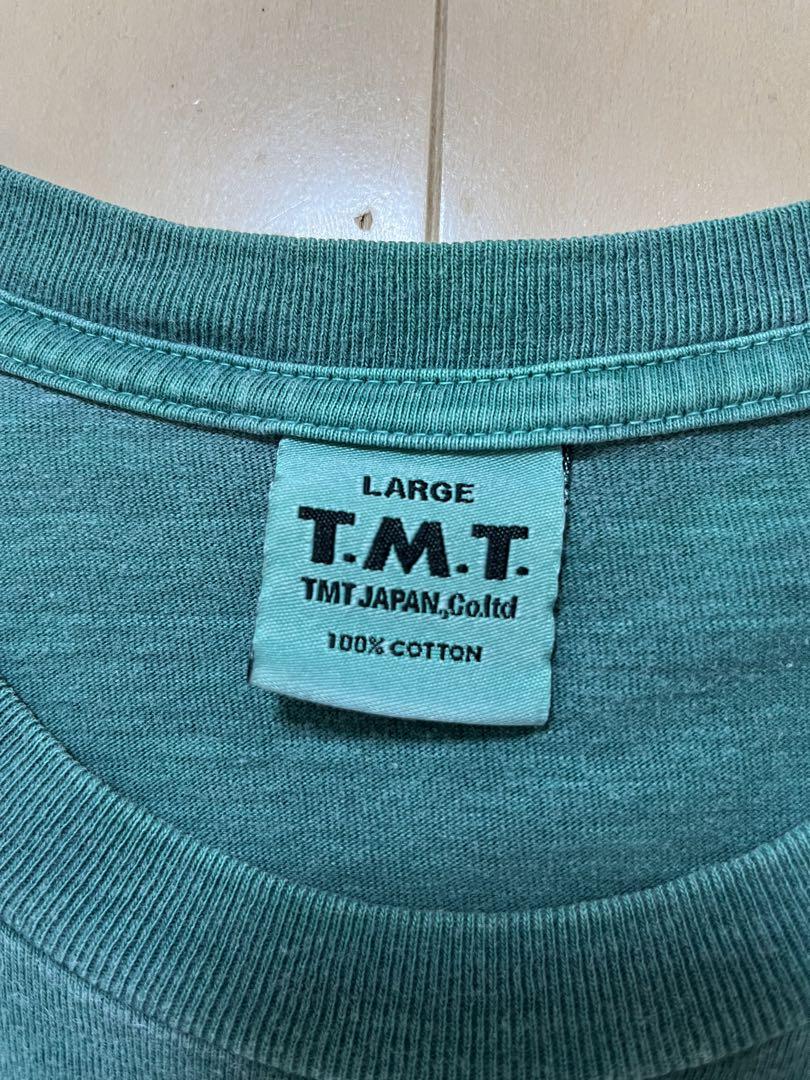 LARGE
T.M.T.
TMT JAPAN.,Co.ltd
100% COTTON